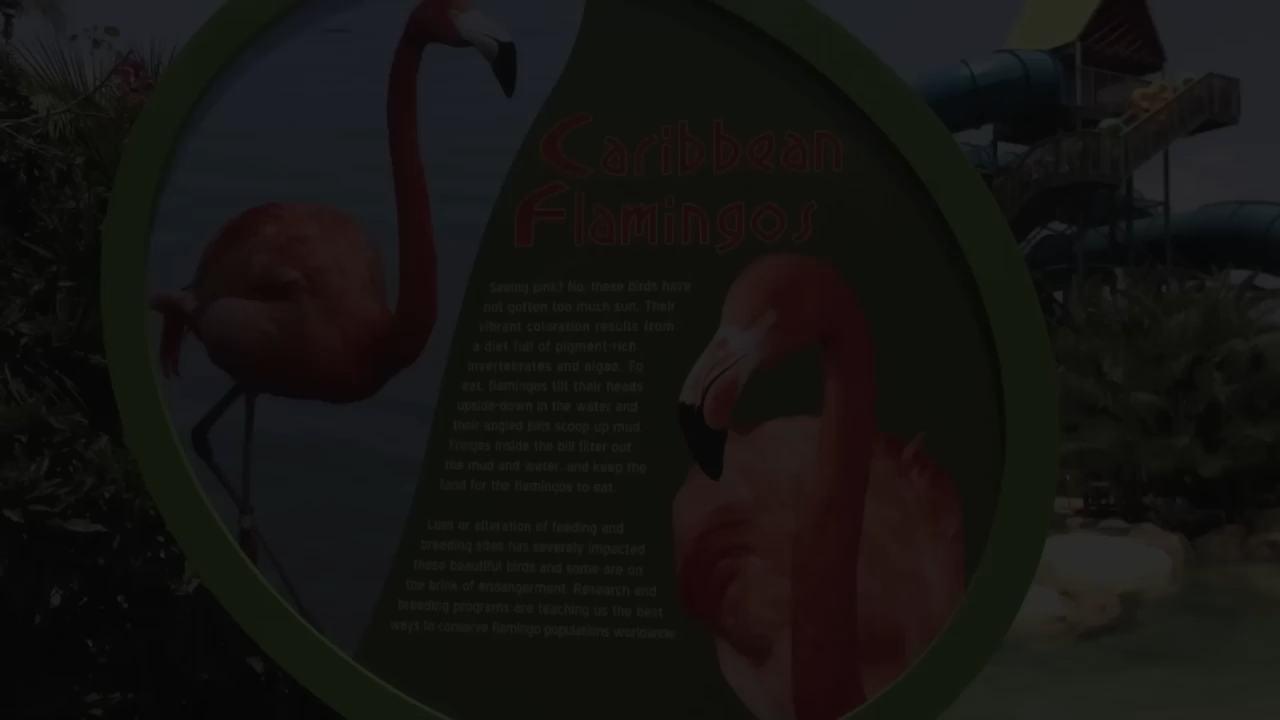 Caribbean
Flamingos
Seeing pink? No, these birds have
not gotten too much sun. Their
vibrant coloration results from
a diet full of pigment-rich
invertebrates and algae. To
eat, flamingos tilt their heads
upside-down in the water and
their angled bills scoop up mud.
Fringes inside the bill filter out
the mud and water, and keep the
for the flamingos to eat.
Loss or alteration of feeding and
breeding sites has severely impacted
these beautiful birds and some are on
the brink of endangerment. Research and
breeding programs are teaching us the best
ways to conserve flamingo populations worldwide.